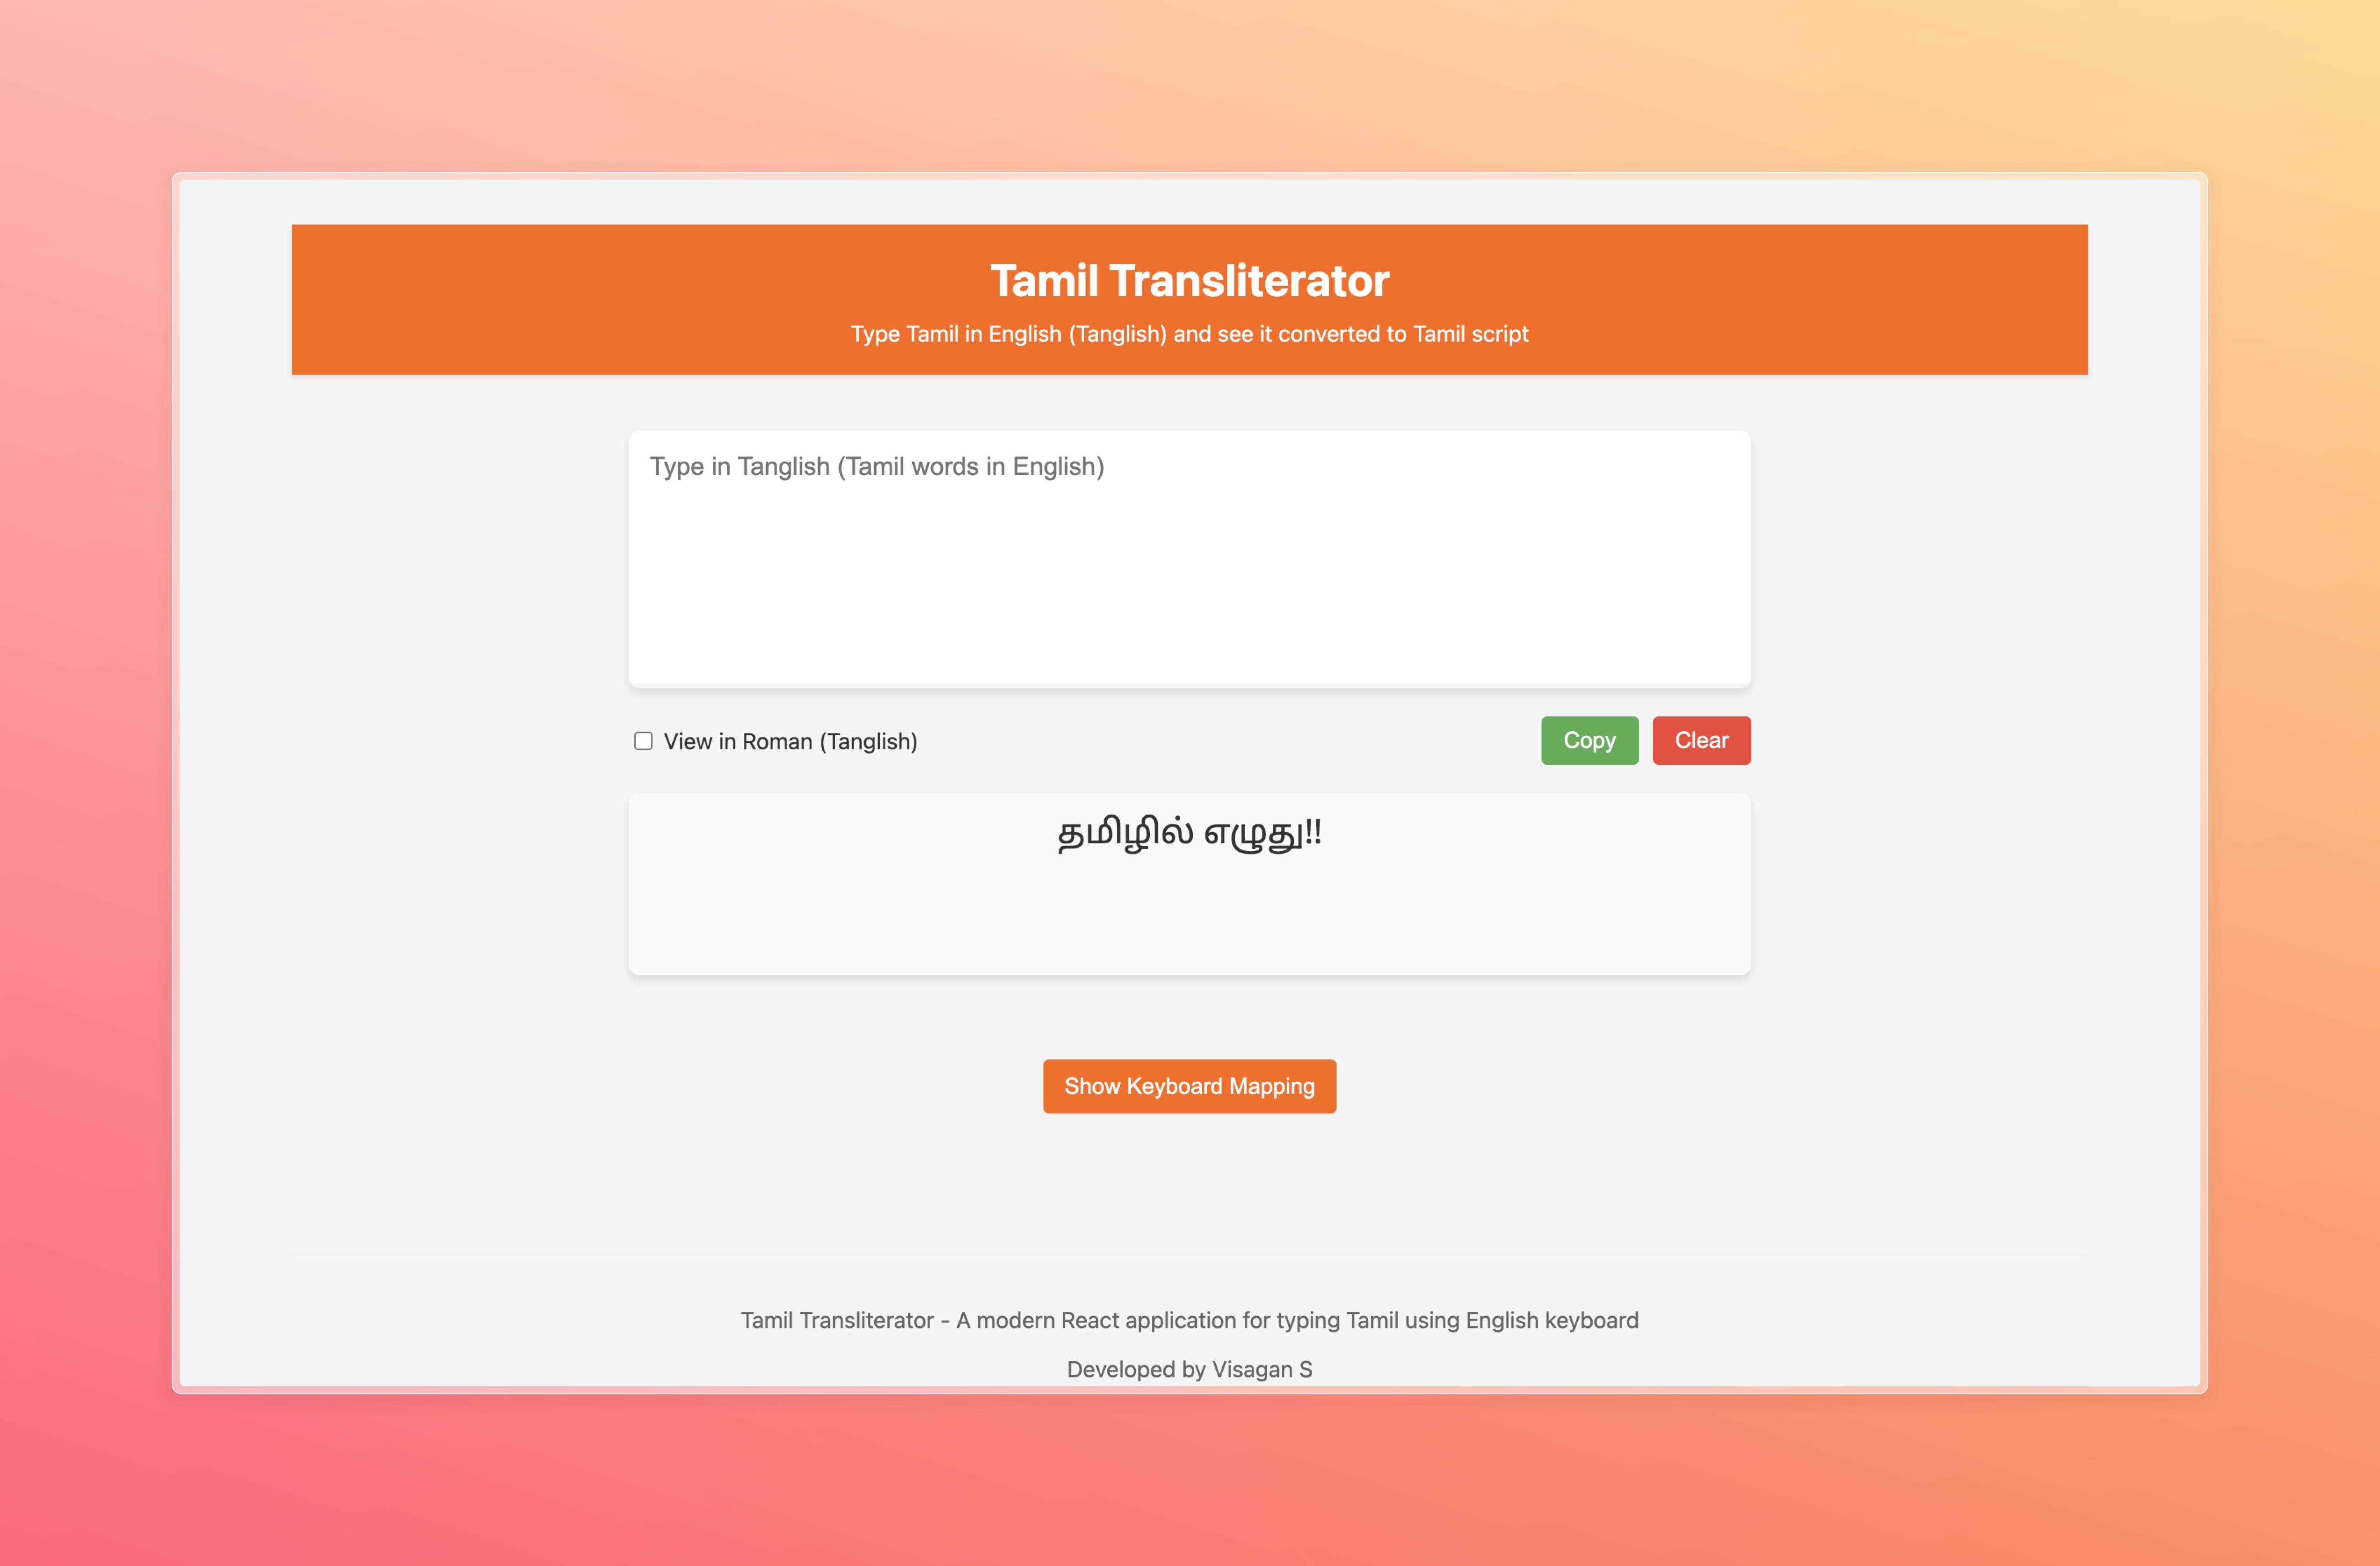 Tamil Transliterator
Type Tamil in English (Tanglish) and see it converted to Tamil script
Type in Tanglish (Tamil words in English)
View in Roman (Tanglish)
Copy
Clear
தமிழில் எழுது!!
Show Keyboard Mapping
Tamil Transliterator - A modern React application for typing Tamil using English keyboard
Developed by Visagan S